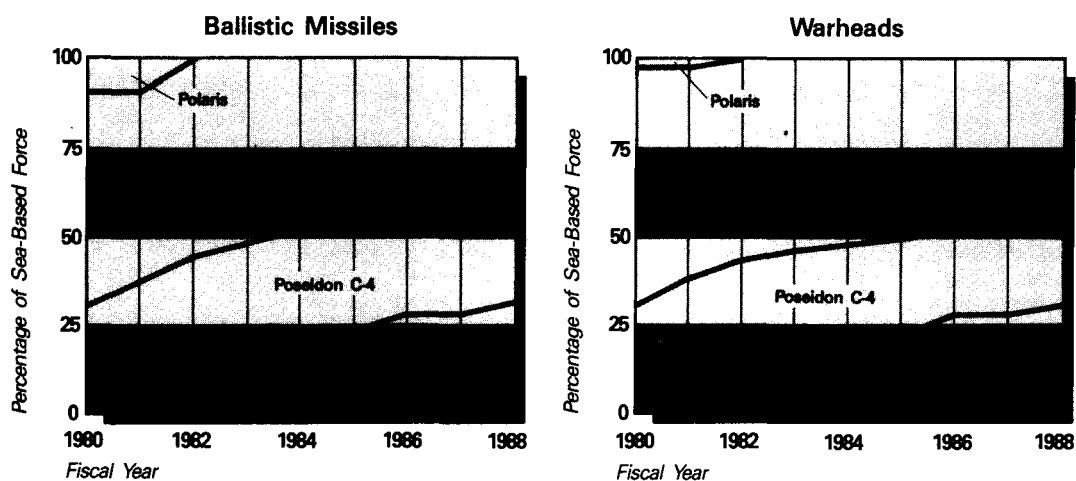 Ballistic Missiles
100
75
50
25
0
Polaris
Poseidon C-4
Percentage of Sea-Based Force
1980
1982
1984
1986
1988
Fiscal Year
Warheads
100
75
50
25
0
Polaris
Poseidon C-4
Percentage of Sea-Based Force
1980
1982
1984
1986
1988
Fiscal Year